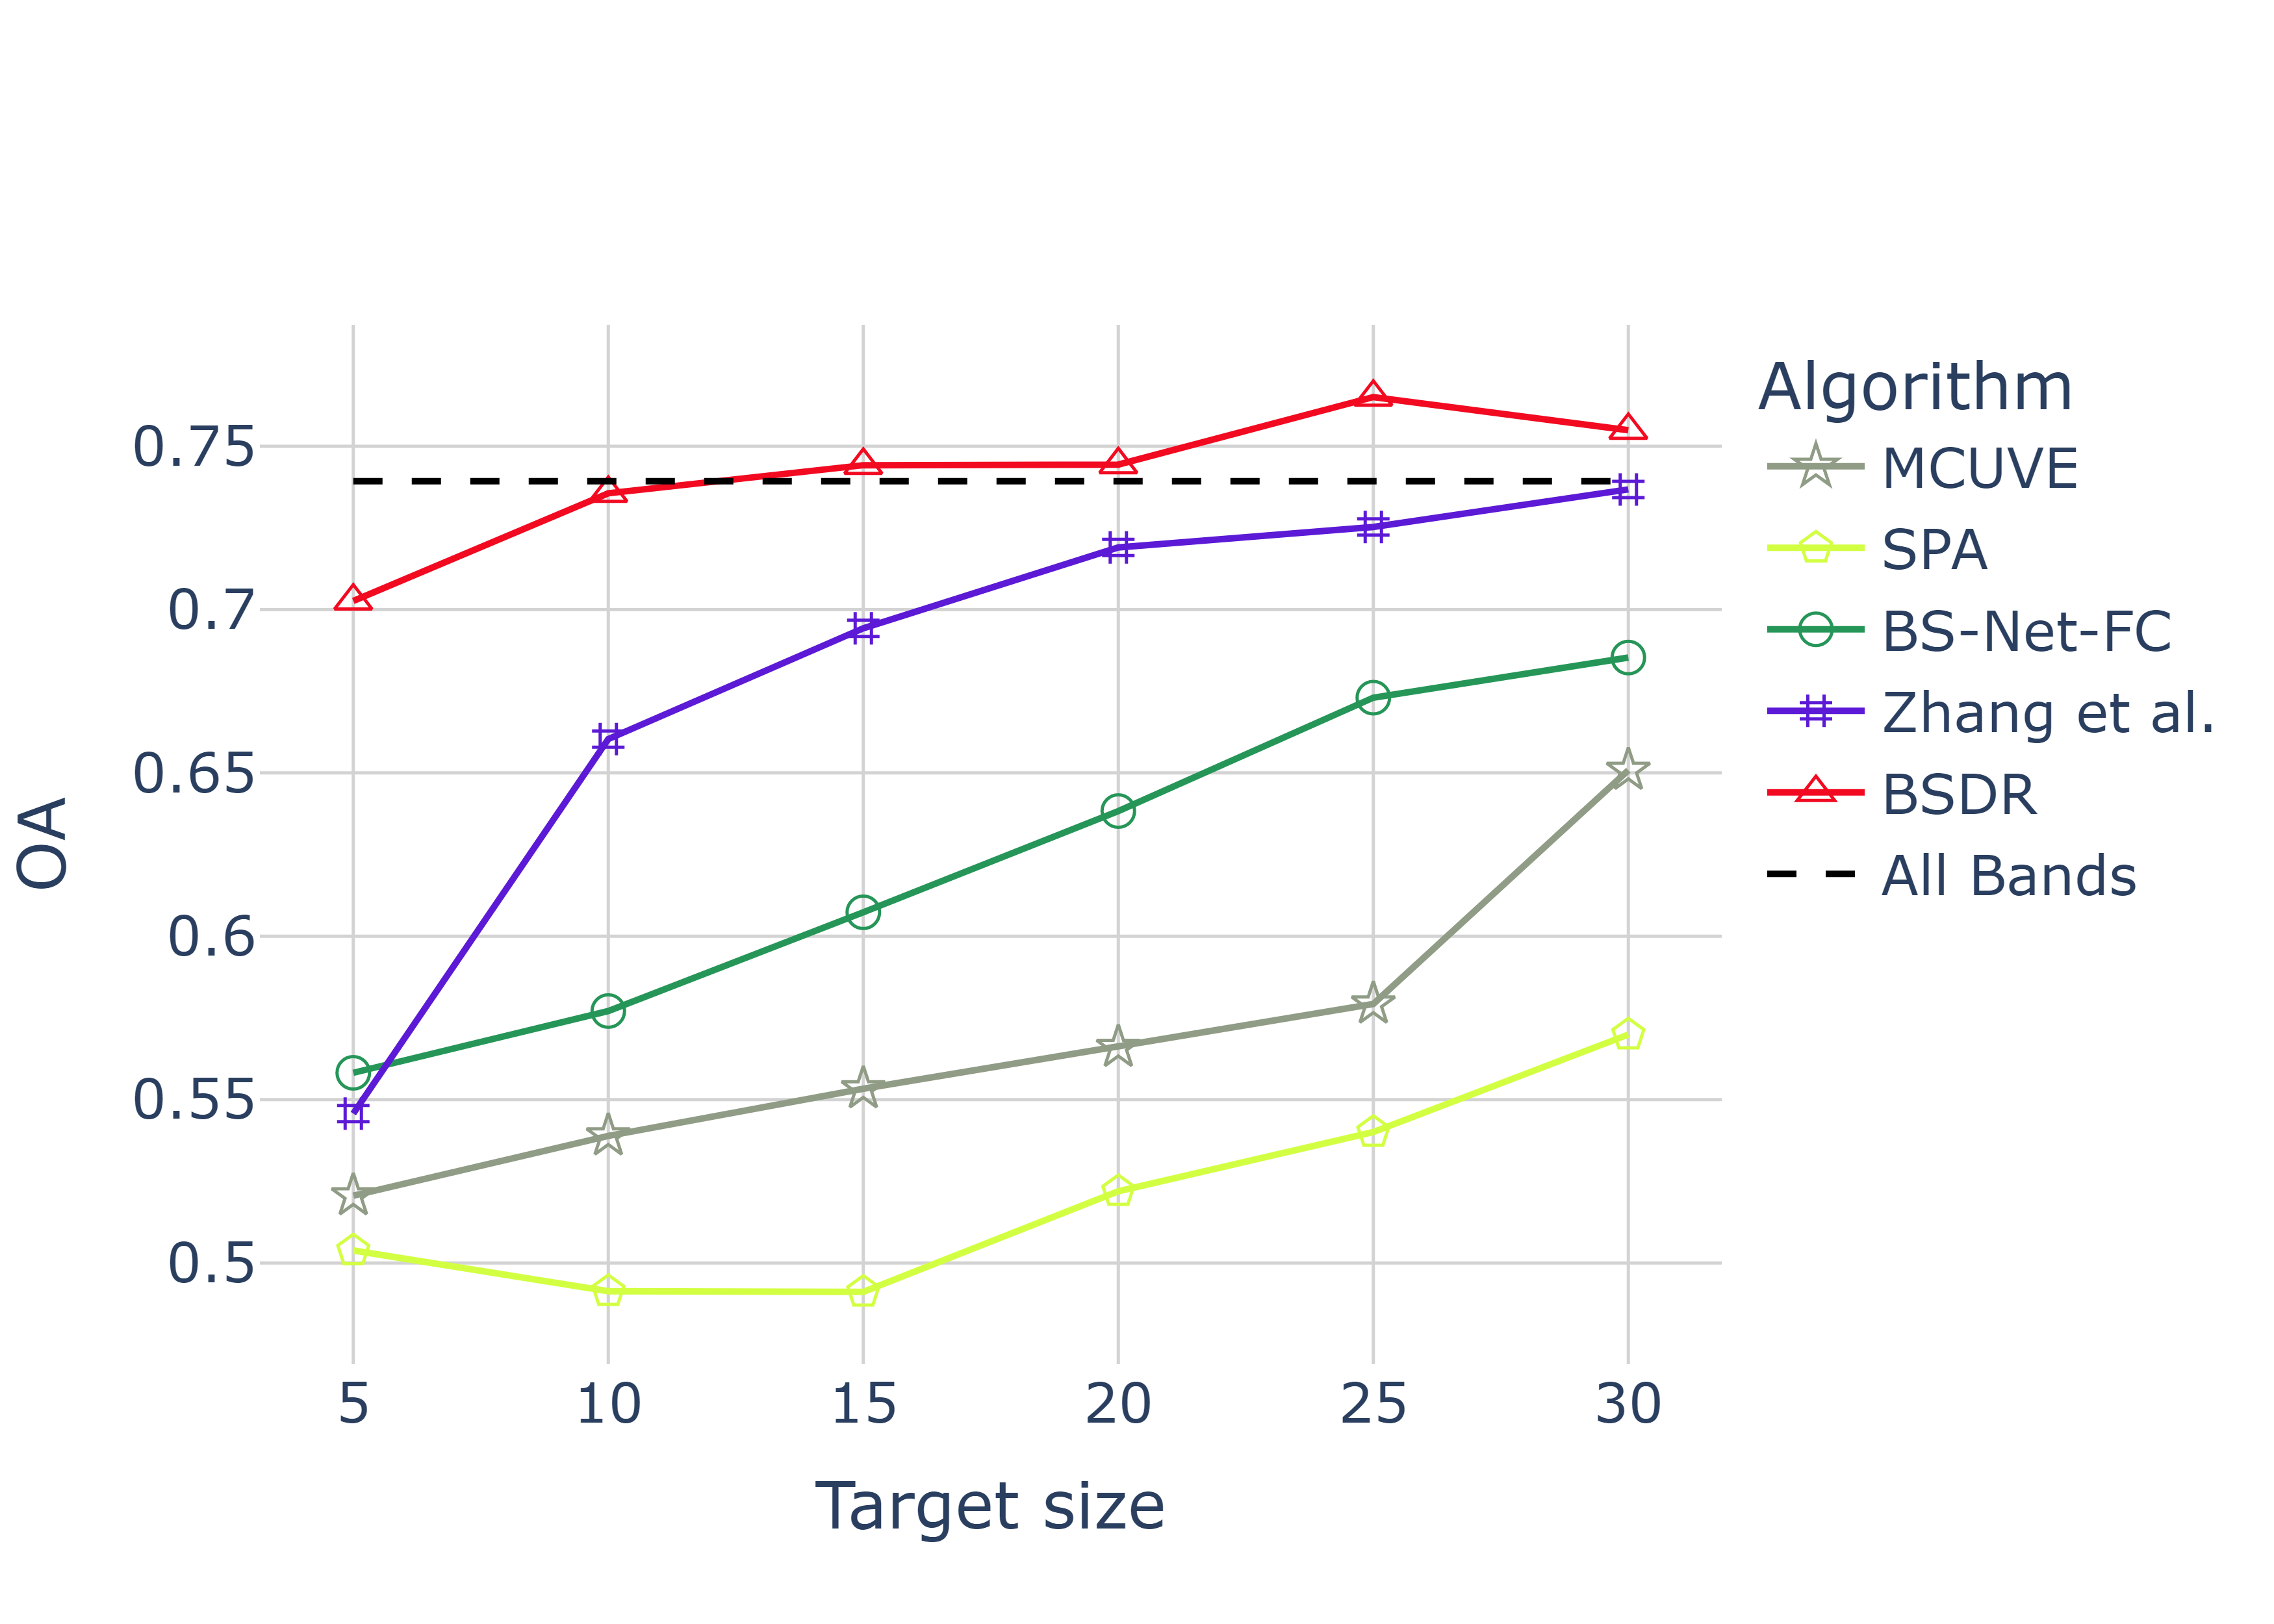 0.75
0.7
0.65
0.6
0.55
0.5
OA
5 10 15 20 25 30
Target size
Algorithm
MCUVE
SPA
BS-Net-FC
Zhang et al.
BSDR
All Bands